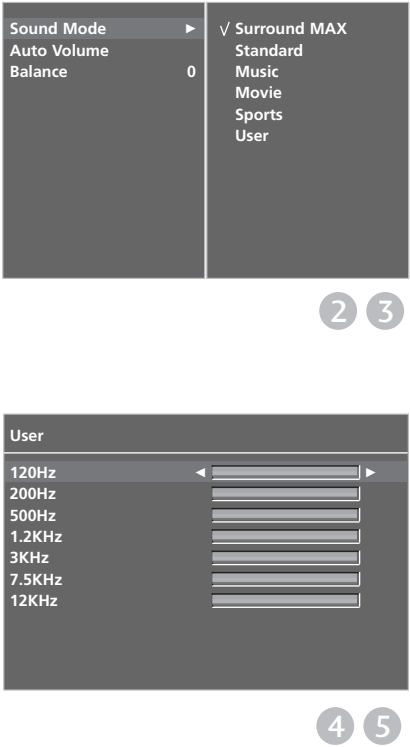 Sound Mode ►
Auto Volume
Balance 0
√ Surround MAX
Standard
Music
Movie
Sports
User
2 3
User
120Hz ◄ ►
200Hz
500Hz
1.2KHz
3KHz
7.5KHz
12KHz
4 5